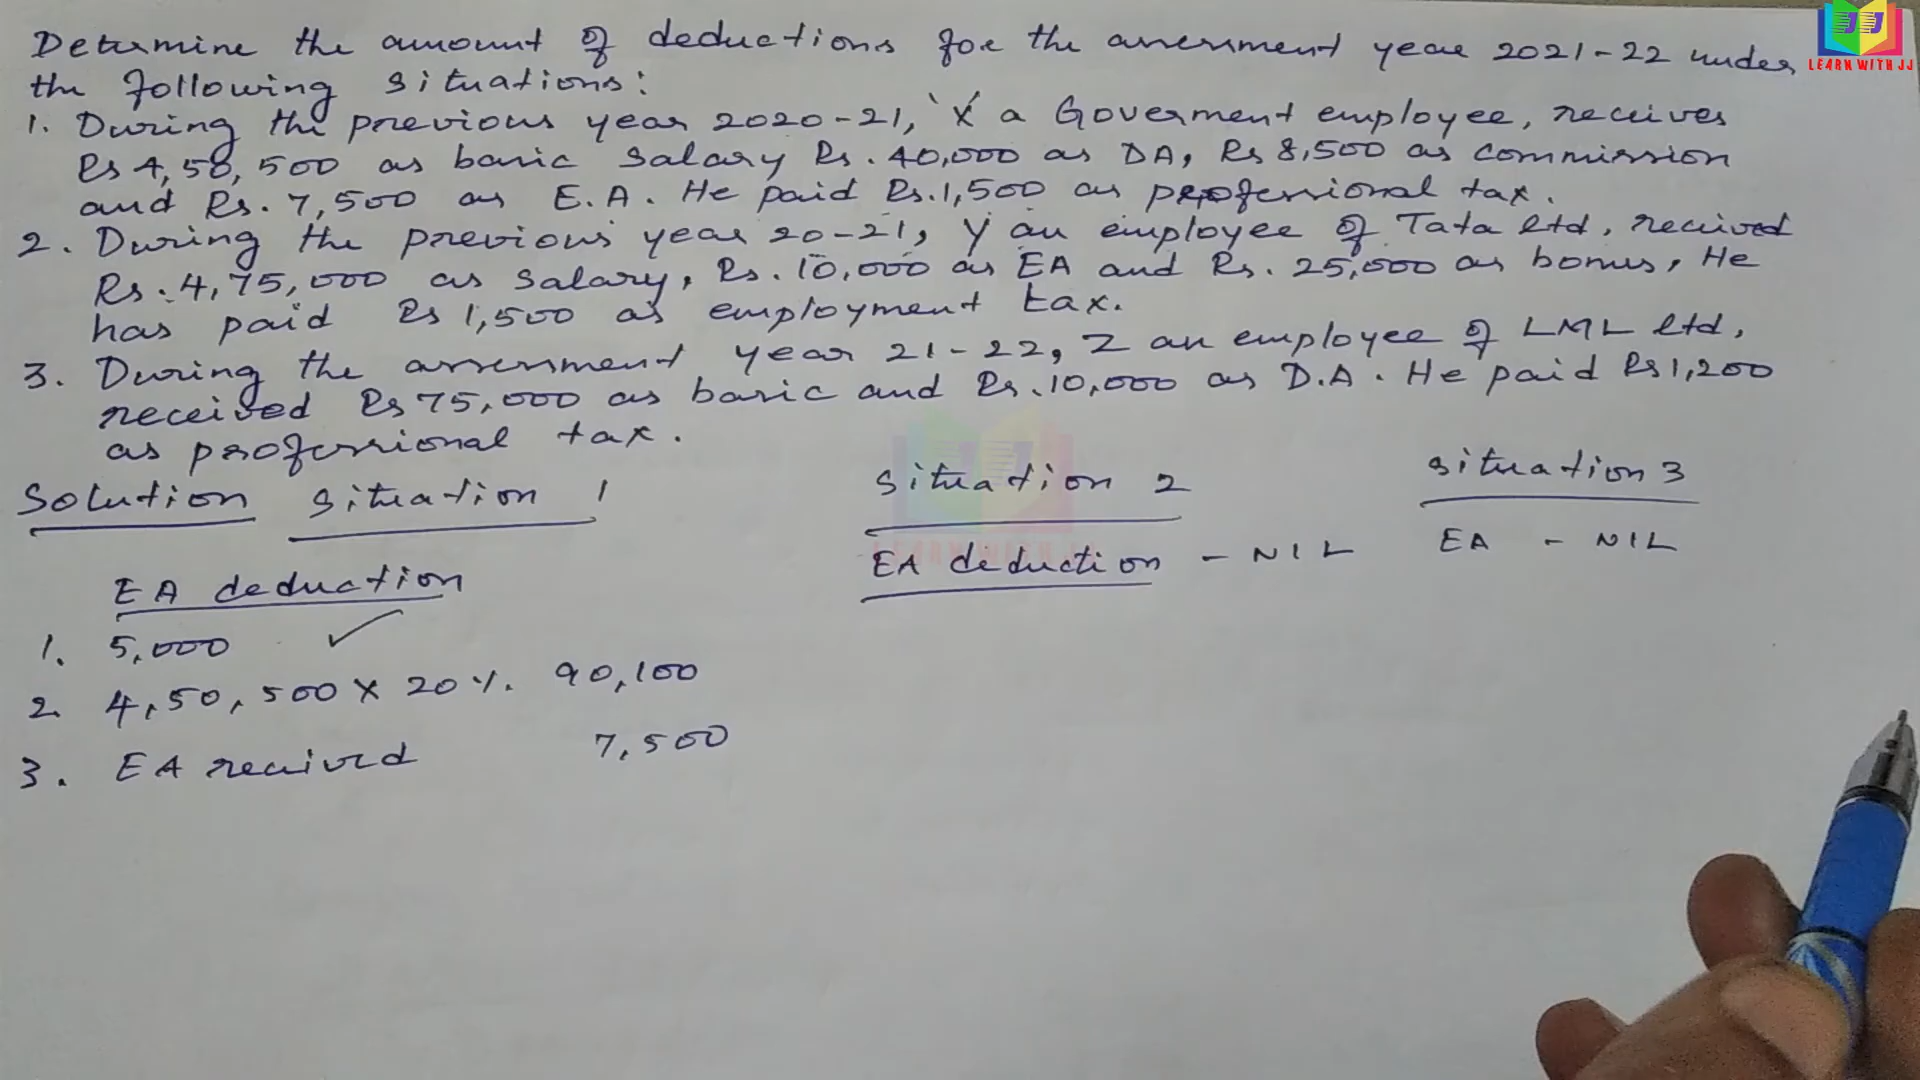 LEARN WITH JJ
Determine the amount of deductions for the assessment year 2021-22 under
the following situations:
1. During the previous year 2020-21, 'X' a Goverment employee, receives
Rs 4,50,500 as basic salary Rs. 40,000 as DA, Rs 8,500 as commission
and Rs. 7,500 as E.A. He paid Rs.1,500 as professional tax.
2. During the previous year 20-21, Y an employee of Tata ltd, received
Rs. 4,75,000 as salary, Rs. 10,000 as EA and Rs. 25,000 as bonus, He
has paid Rs 1,500 as employment tax.
3. During the assessment year 21-22, Z an employee of LML ltd,
received Rs 75,000 as basic and Rs.10,000 as D.A. He paid Rs 1,200
as professional tax.
Solution situation 1 situation 2 situation 3
EA deduction EA deduction - NIL EA - NIL
1. 5,000 ✓
2. 4,50,500 X 20%. 90,100
3. EA received 7,500
LEARN WITH JJ